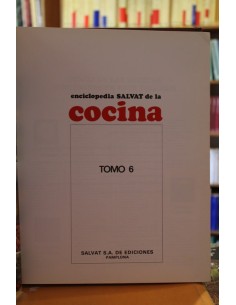 enciclopedia SALVAT de la
cocina
TOMO 6
SALVAT S.A. DE EDICIONES
PAMPLONA